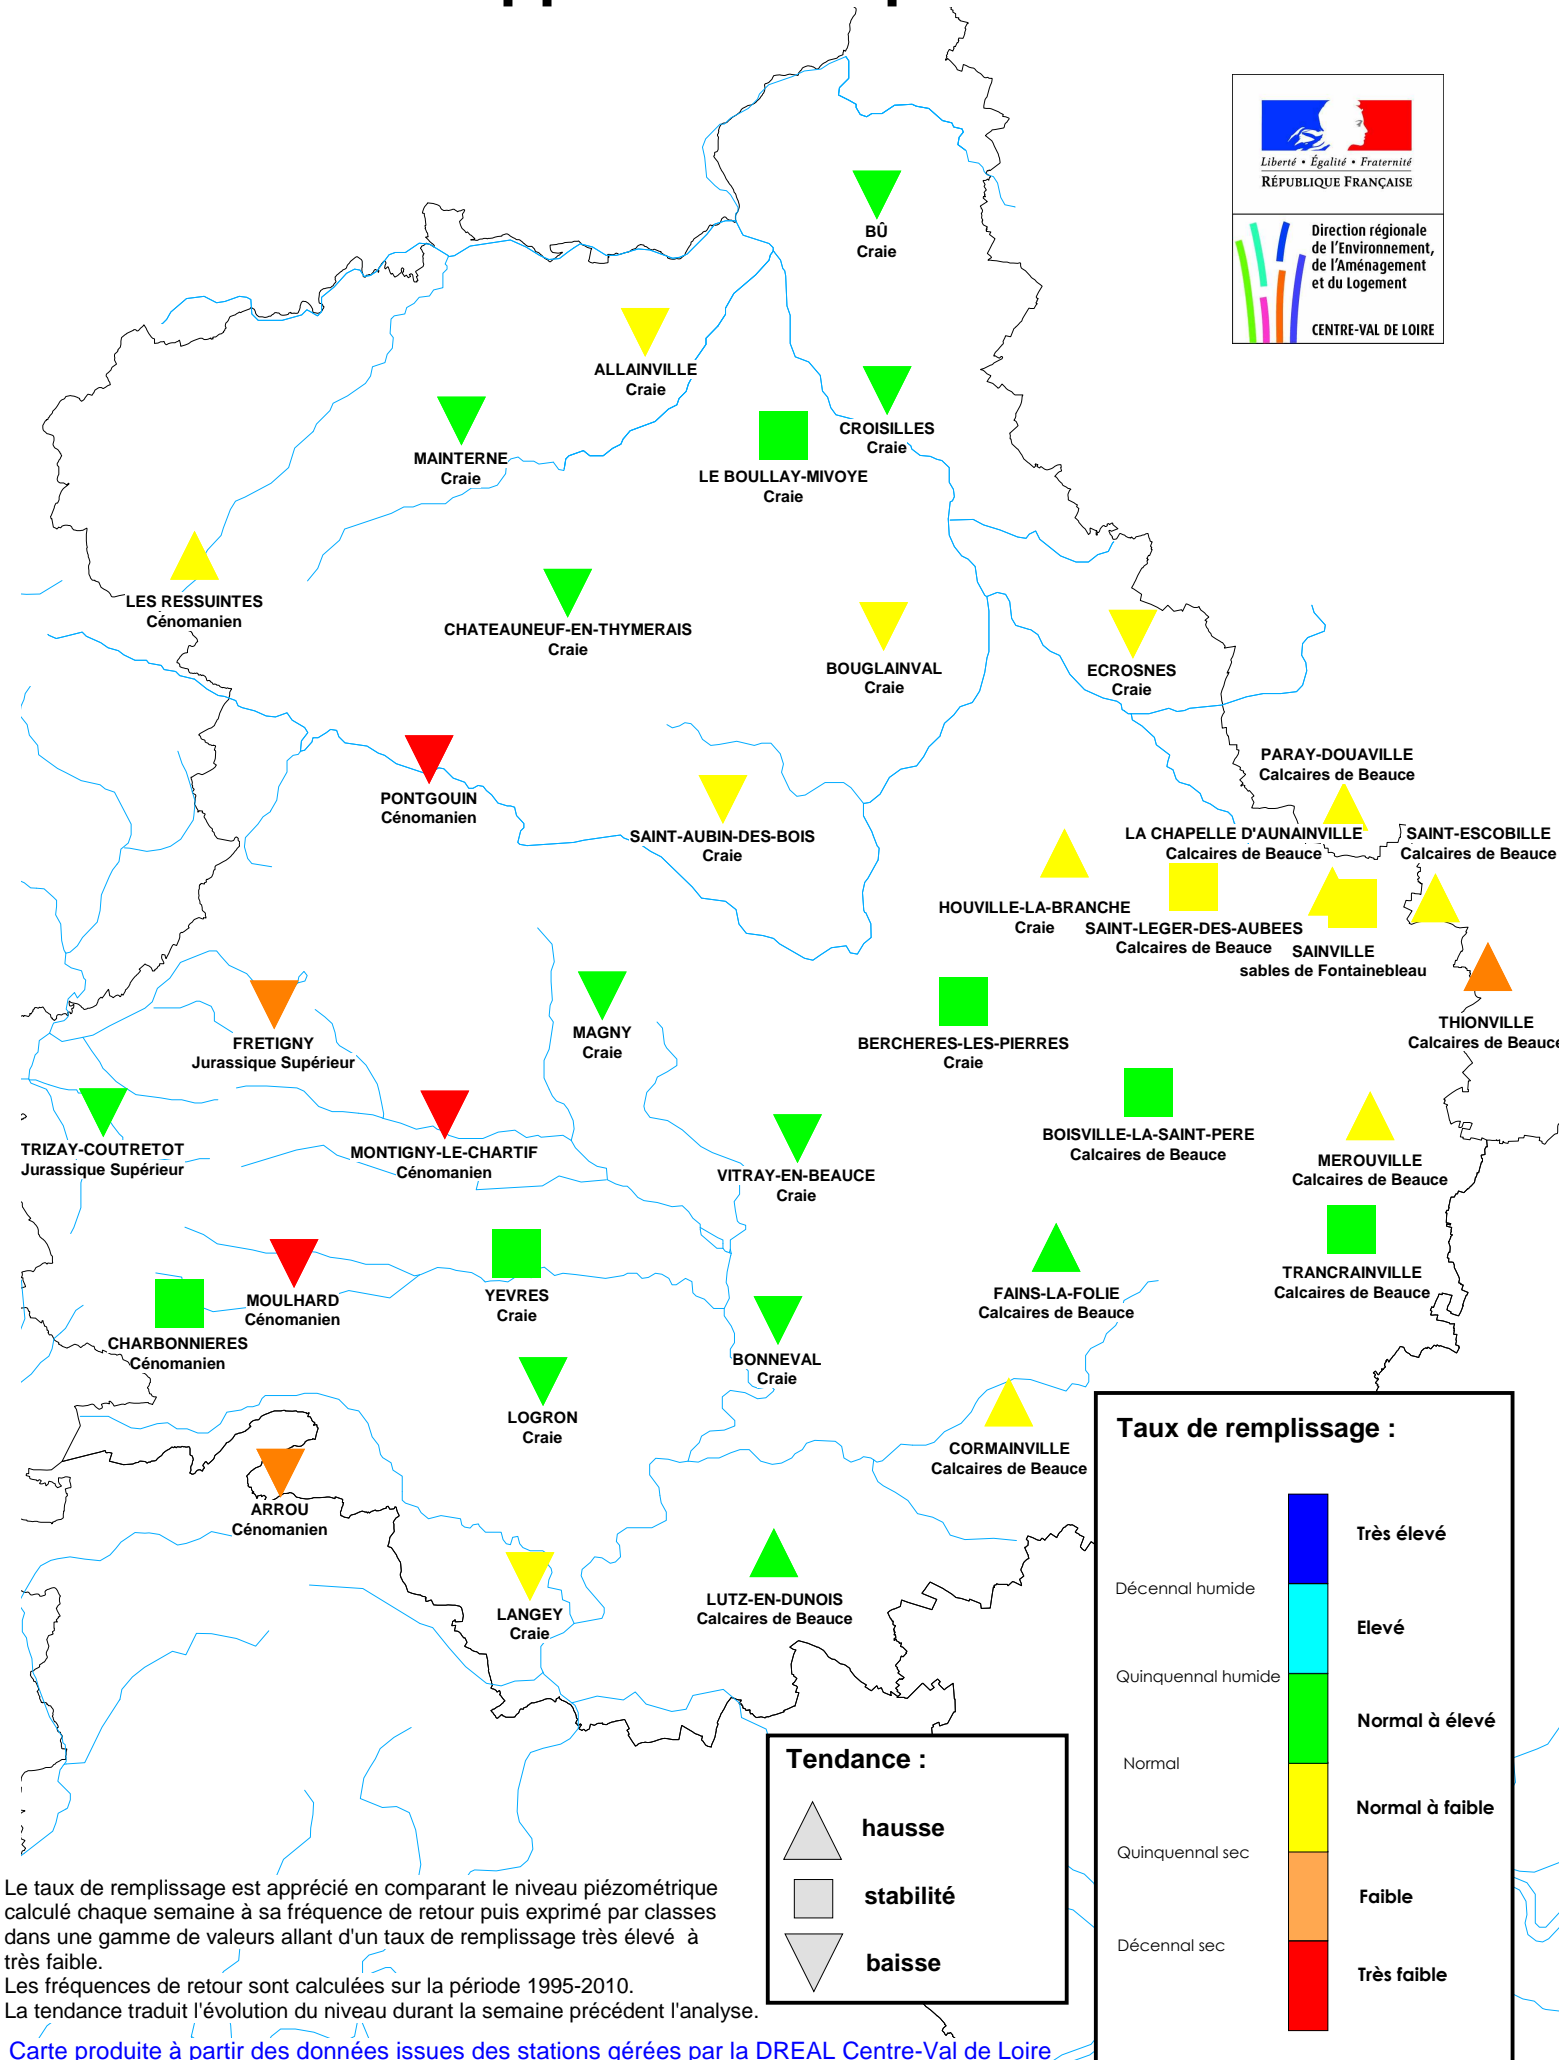 Liberté • Égalité • Fraternité
RÉPUBLIQUE FRANÇAISE
Direction régionale
de l'Environnement,
de l'Aménagement
et du Logement
CENTRE-VAL DE LOIRE
BÛ
Craie
ALLAINVILLE
Craie
CROISILLES
Craie
MAINTERNE
Craie
LE BOULLAY-MIVOYE
Craie
LES RESSUINTES
Cénomanien
CHATEAUNEUF-EN-THYMERAIS
Craie
BOUGLAINVAL
Craie
ECROSNES
Craie
PARAY-DOUAVILLE
Calcaires de Beauce
PONTGOUIN
Cénomanien
SAINT-AUBIN-DES-BOIS
Craie
LA CHAPELLE D'AUNAINVILLE
Calcaires de Beauce
SAINT-ESCOBILLE
Calcaires de Beauce
HOUVILLE-LA-BRANCHE
Craie
SAINT-LEGER-DES-AUBEES
Calcaires de Beauce
SAINVILLE
sables de Fontainebleau
THIONVILLE
Calcaires de Beauce
FRETIGNY
Jurassique Supérieur
MAGNY
Craie
BERCHERES-LES-PIERRES
Craie
TRIZAY-COUTRETOT
Jurassique Supérieur
MONTIGNY-LE-CHARTIF
Cénomanien
BOISVILLE-LA-SAINT-PERE
Calcaires de Beauce
VITRAY-EN-BEAUCE
Craie
MEROUVILLE
Calcaires de Beauce
TRANCRAINVILLE
Calcaires de Beauce
MOULHARD
Cénomanien
YEVRES
Craie
FAINS-LA-FOLIE
Calcaires de Beauce
CHARBONNIERES
Cénomanien
BONNEVAL
Craie
LOGRON
Craie
CORMAINVILLE
Calcaires de Beauce
ARROU
Cénomanien
LANGEY
Craie
LUTZ-EN-DUNOIS
Calcaires de Beauce
Taux de remplissage :
Très élevé
Décennal humide
Elevé
Quinquennal humide
Normal à élevé
Normal
Normal à faible
Quinquennal sec
Faible
Décennal sec
Très faible
Tendance :
hausse
stabilité
baisse
Le taux de remplissage est apprécié en comparant le niveau piézométrique
calculé chaque semaine à sa fréquence de retour puis exprimé par classes
dans une gamme de valeurs allant d'un taux de remplissage très élevé à
très faible.
Les fréquences de retour sont calculées sur la période 1995-2010.
La tendance traduit l'évolution du niveau durant la semaine précédent l'analyse.
Carte produite à partir des données issues des stations gérées par la DREAL Centre-Val de Loire